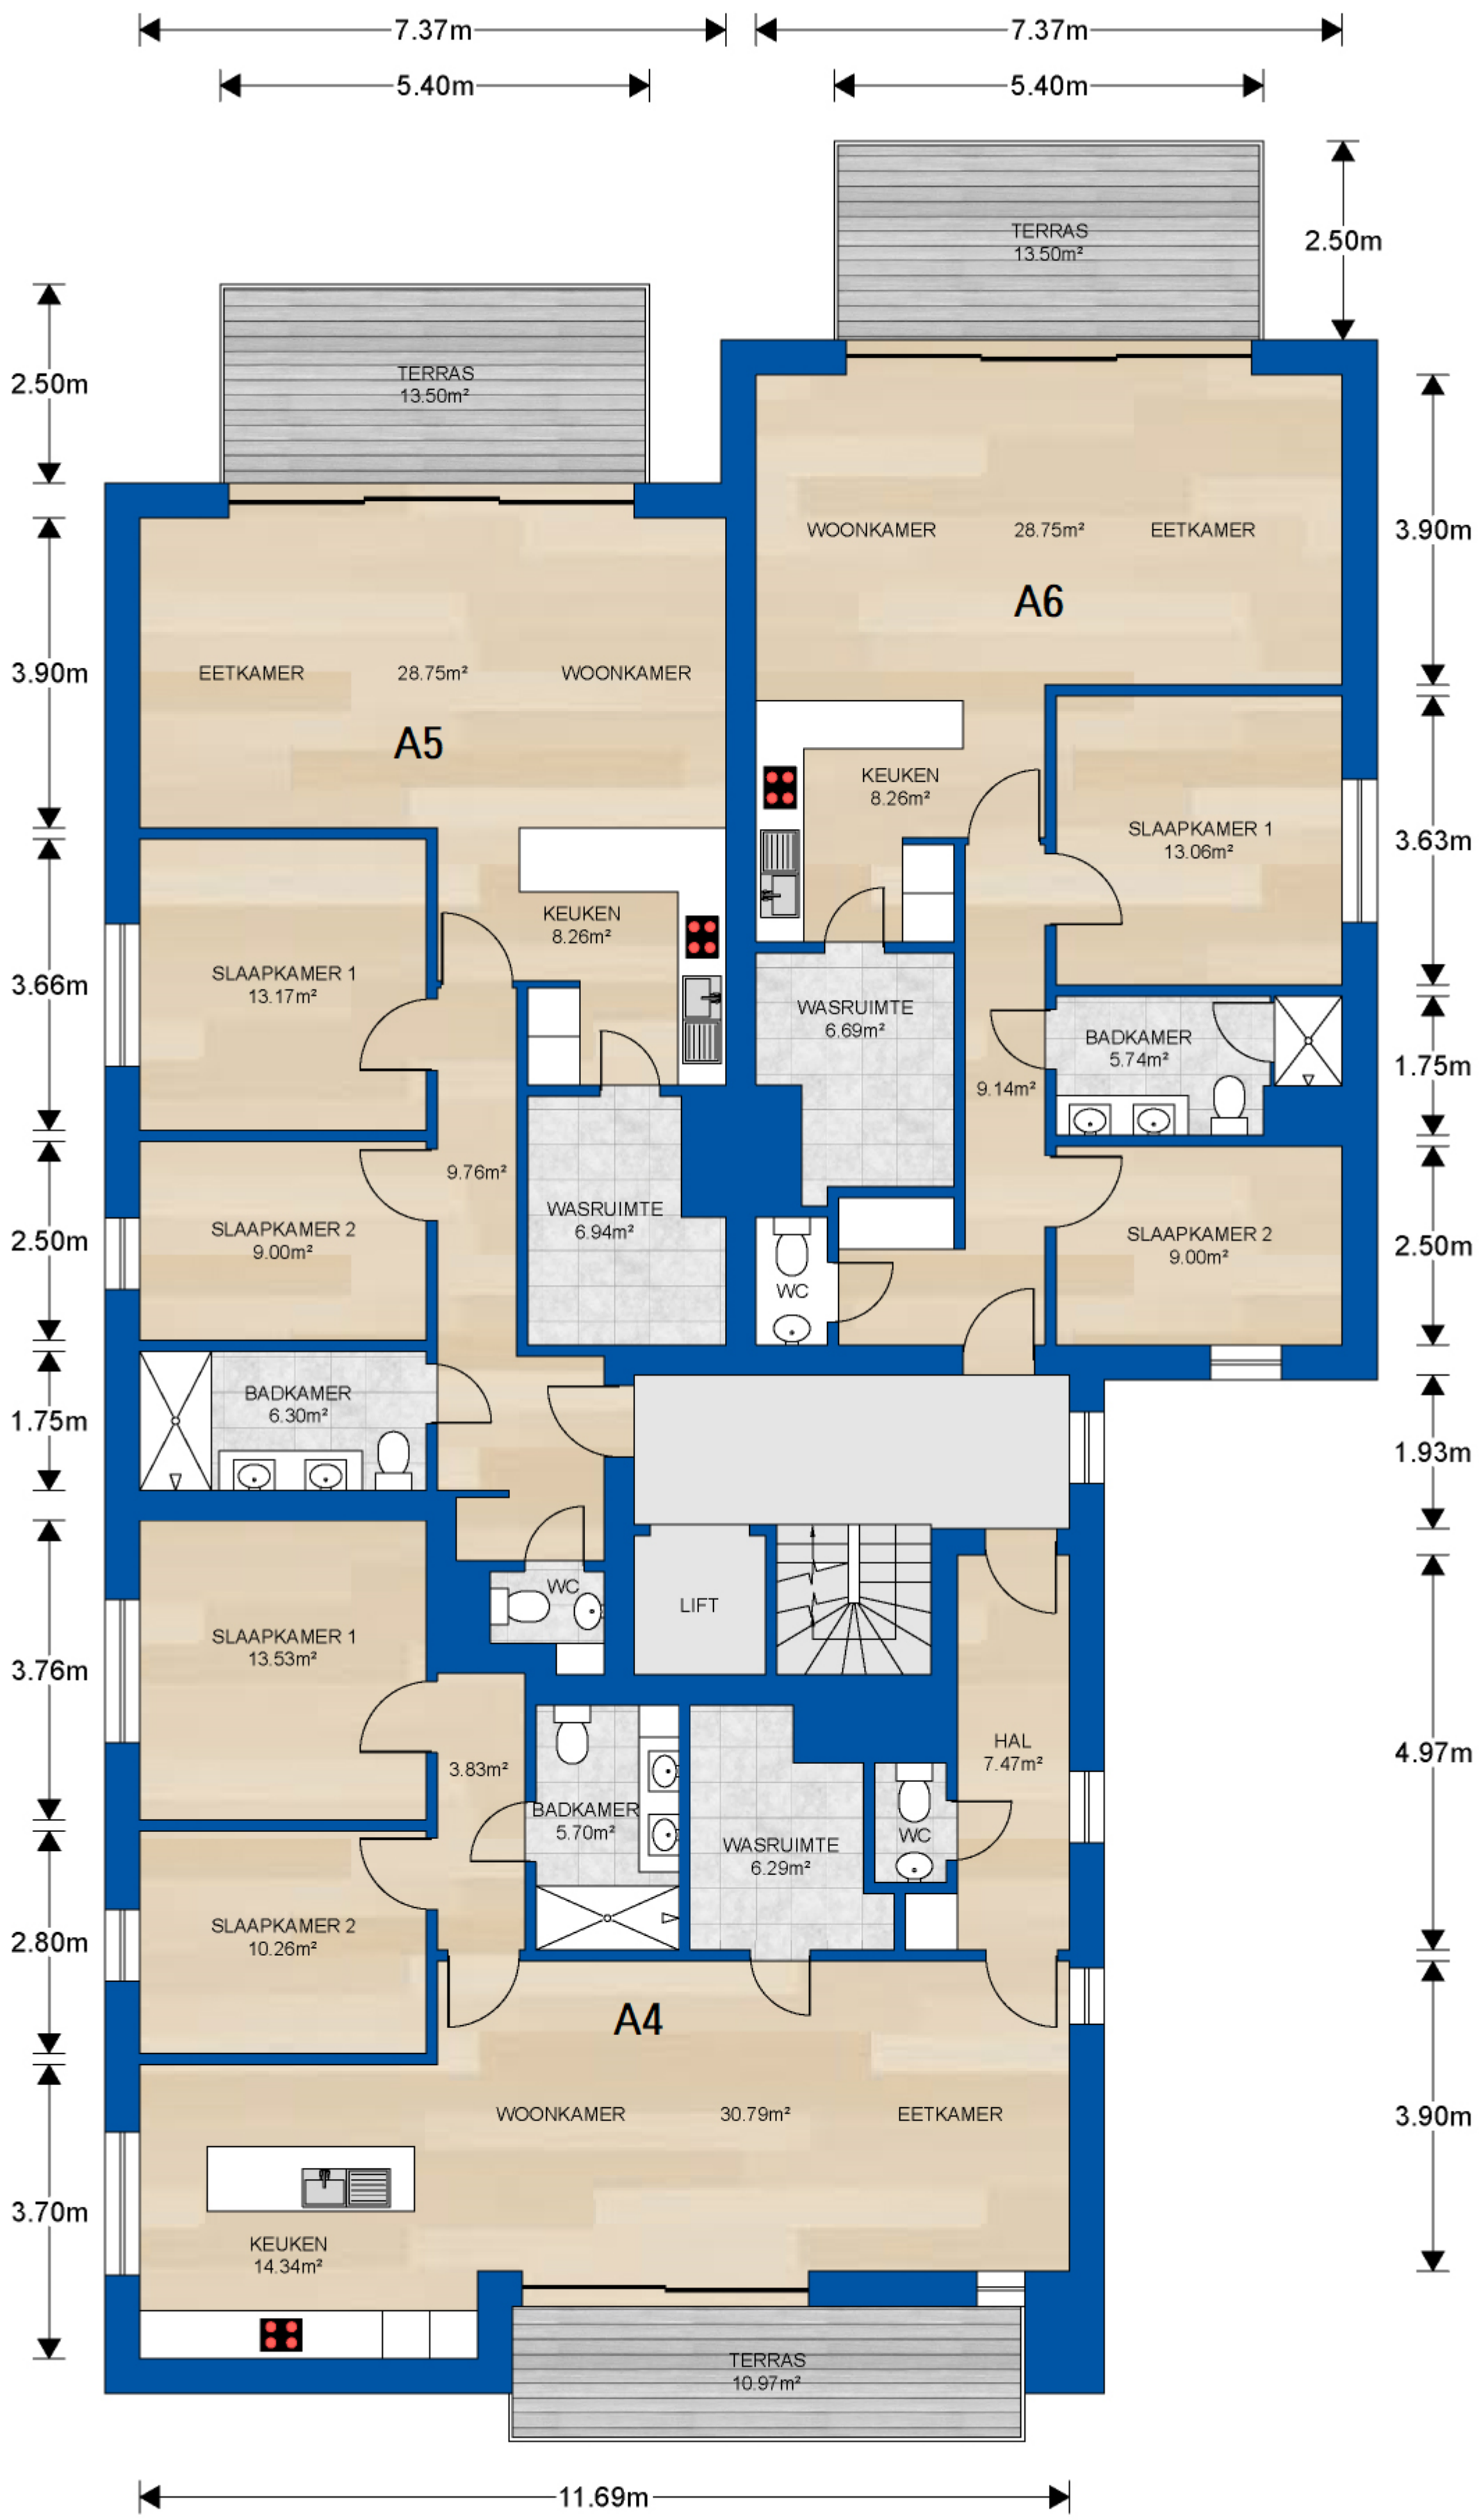 7.37m
7.37m
5.40m
5.40m
TERRAS
13.50m²
2.50m
TERRAS
13.50m²
2.50m
WOONKAMER 28.75m² EETKAMER
3.90m
A6
EETKAMER 28.75m² WOONKAMER
3.90m
A5
KEUKEN
8.26m²
SLAAPKAMER 1
13.06m²
3.63m
KEUKEN
8.26m²
SLAAPKAMER 1
13.17m²
3.66m
WASRUIMTE
6.69m²
BADKAMER
5.74m²
1.75m
9.14m²
9.76m²
WASRUIMTE
6.94m²
SLAAPKAMER 2
9.00m²
2.50m
SLAAPKAMER 2
9.00m²
2.50m
WC
BADKAMER
6.30m²
1.75m
1.93m
WC
LIFT
SLAAPKAMER 1
13.53m²
3.76m
HAL
7.47m²
4.97m
3.83m²
BADKAMER
5.70m²
WC
WASRUIMTE
6.29m²
SLAAPKAMER 2
10.26m²
2.80m
A4
WOONKAMER 30.79m² EETKAMER
3.90m
3.70m
KEUKEN
14.34m²
TERRAS
10.97m²
11.69m